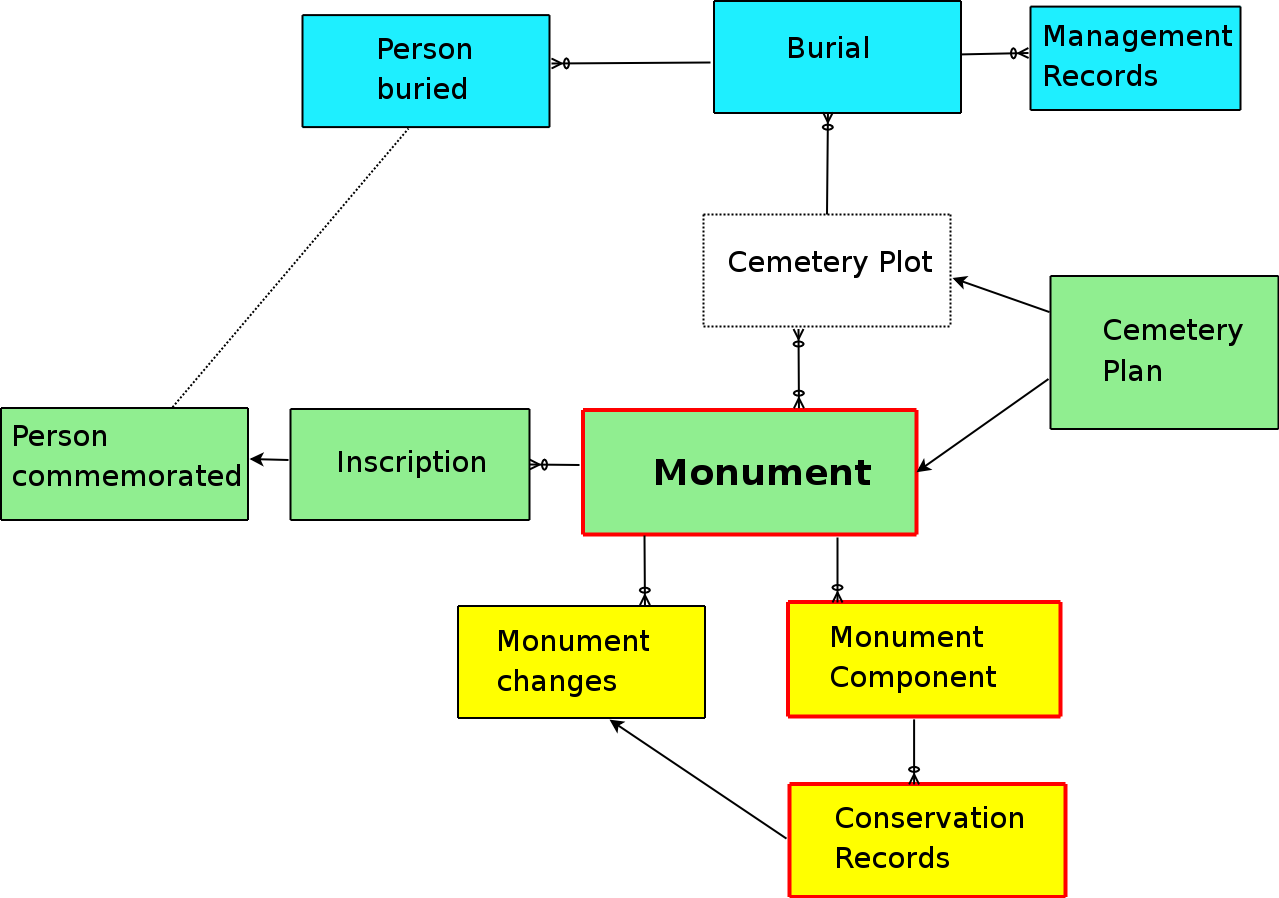 Person
buried
Burial
Management
Records
Cemetery Plot
Cemetery
Plan
Person
commemorated
Inscription
Monument
Monument
changes
Monument
Component
Conservation
Records